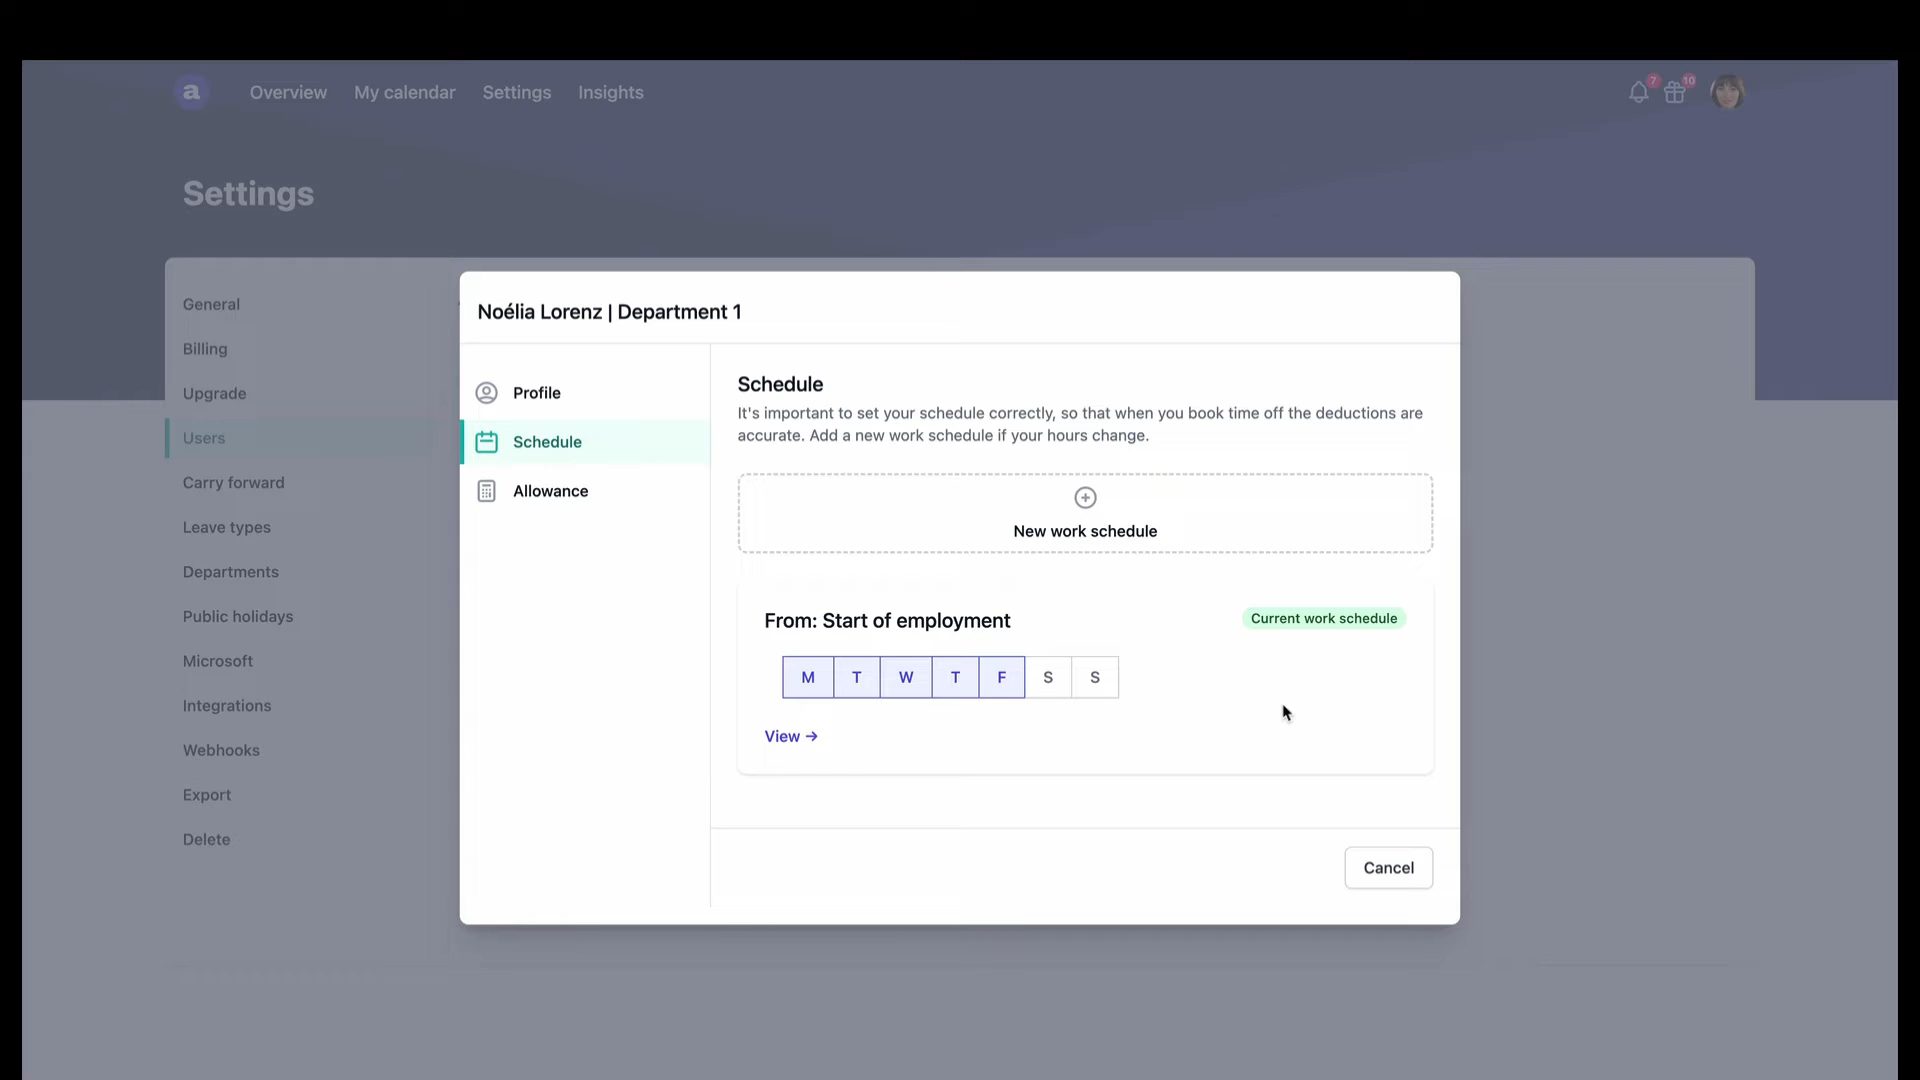 a
Overview
My calendar
Settings
Insights
7
10
Settings
General
Billing
Upgrade
Users
Carry forward
Leave types
Departments
Public holidays
Microsoft
Integrations
Webhooks
Export
Delete
Noélia Lorenz | Department 1
Profile
Schedule
Allowance
Schedule
It's important to set your schedule correctly, so that when you book time off the deductions are
accurate. Add a new work schedule if your hours change.
New work schedule
From: Start of employment
Current work schedule
M T W T F S S
View →
Cancel